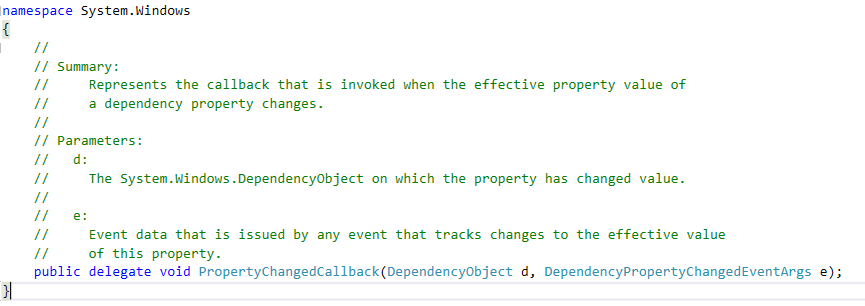 namespace System.Windows
{
//
// Summary:
//     Represents the callback that is invoked when the effective property value of
//     a dependency property changes.
//
// Parameters:
//   d:
//     The System.Windows.DependencyObject on which the property has changed value.
//
//   e:
//     Event data that is issued by any event that tracks changes to the effective value
//     of this property.
public delegate void PropertyChangedCallback(DependencyObject d, DependencyPropertyChangedEventArgs e);
}